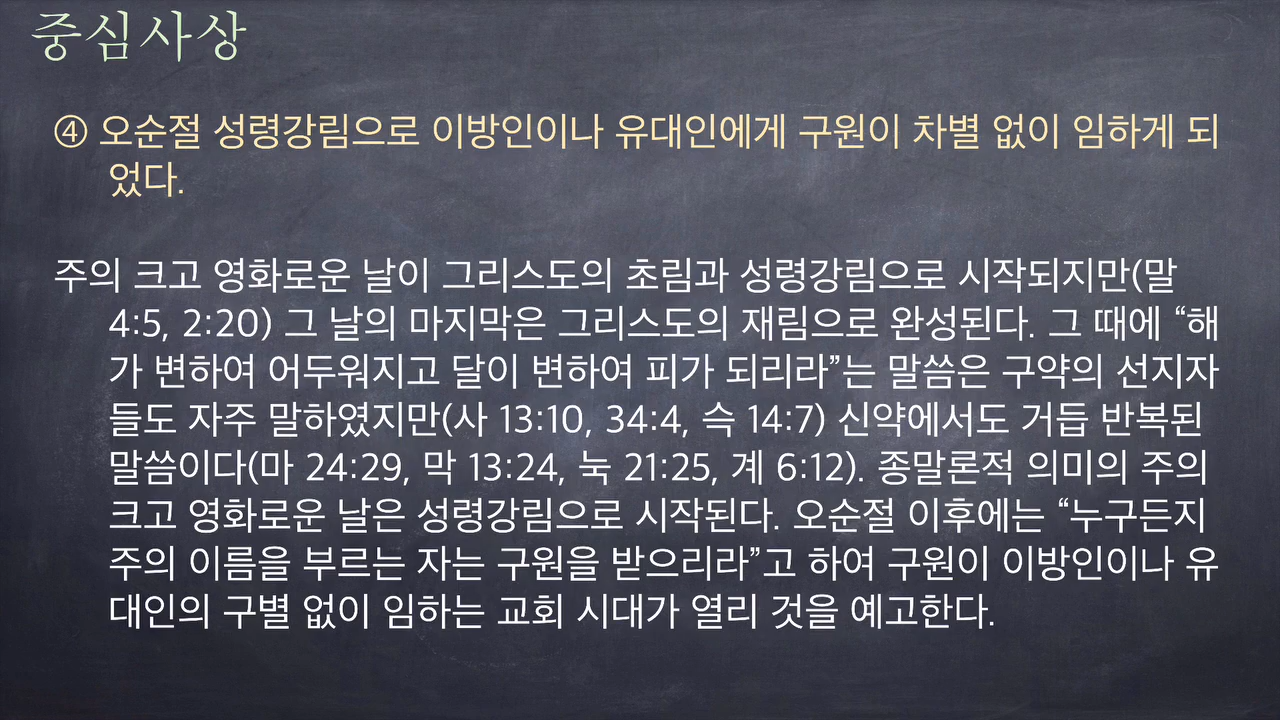 중심사상
④ 오순절 성령강림으로 이방인이나 유대인에게 구원이 차별 없이 임하게 되
었다.
주의 크고 영화로운 날이 그리스도의 초림과 성령강림으로 시작되지만(말
4:5, 2:20) 그 날의 마지막은 그리스도의 재림으로 완성된다. 그 때에 “해
가 변하여 어두워지고 달이 변하여 피가 되리라”는 말씀은 구약의 선지자
들도 자주 말하였지만(사 13:10, 34:4, 슥 14:7) 신약에서도 거듭 반복된
말씀이다(마 24:29, 막 13:24, 눅 21:25, 계 6:12). 종말론적 의미의 주의
크고 영화로운 날은 성령강림으로 시작된다. 오순절 이후에는 “누구든지
주의 이름을 부르는 자는 구원을 받으리라”고 하여 구원이 이방인이나 유
대인의 구별 없이 임하는 교회 시대가 열리 것을 예고한다.